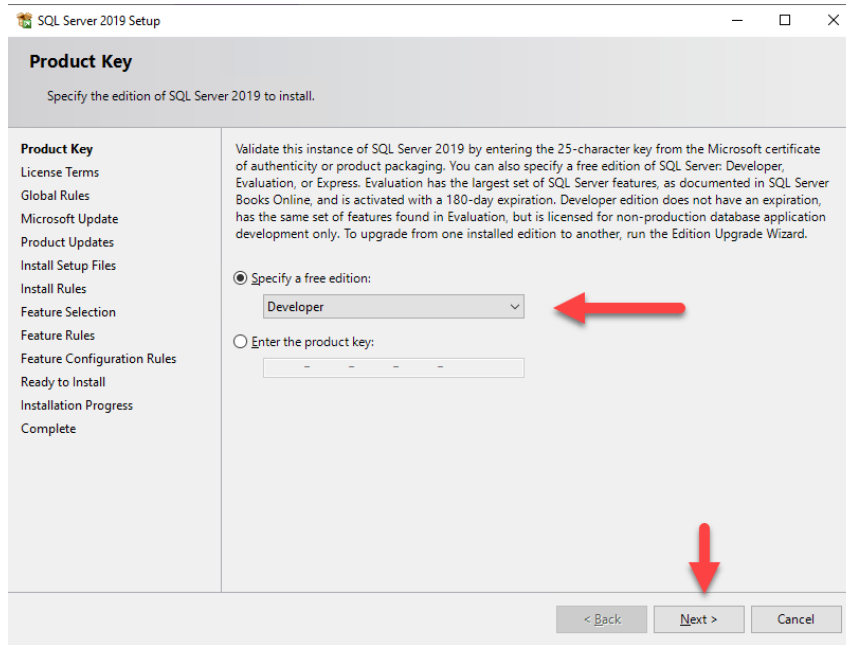 SQL Server 2019 Setup
Product Key
Specify the edition of SQL Server 2019 to install.
Product Key
License Terms
Global Rules
Microsoft Update
Product Updates
Install Setup Files
Install Rules
Feature Selection
Feature Rules
Feature Configuration Rules
Ready to Install
Installation Progress
Complete
Validate this instance of SQL Server 2019 by entering the 25-character key from the Microsoft certificate
of authenticity or product packaging. You can also specify a free edition of SQL Server: Developer,
Evaluation, or Express. Evaluation has the largest set of SQL Server features, as documented in SQL Server
Books Online, and is activated with a 180-day expiration. Developer edition does not have an expiration,
has the same set of features found in Evaluation, but is licensed for non-production database application
development only. To upgrade from one installed edition to another, run the Edition Upgrade Wizard.
Specify a free edition:
Developer
Enter the product key:
- - - -
< Back Next > Cancel